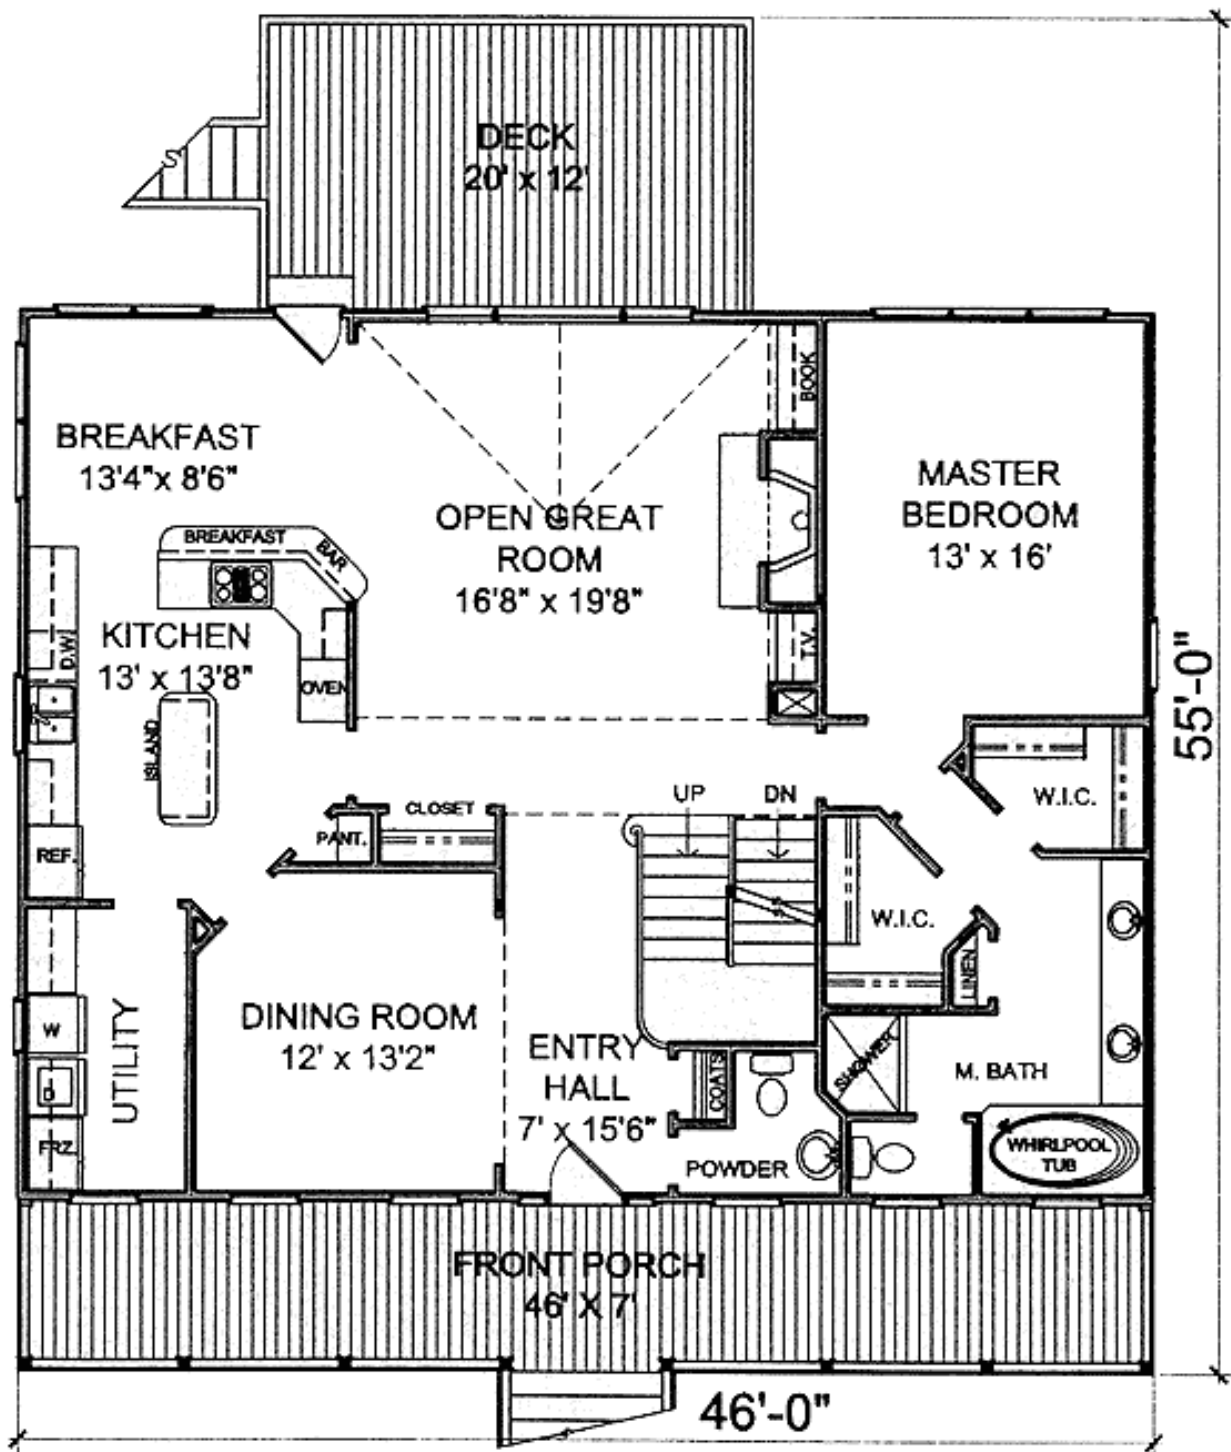 DECK
20' x 12'
S
BREAKFAST
13'4"x 8'6"
BOOK
MASTER
BEDROOM
13' x 16'
OPEN GREAT
ROOM
16'8" x 19'8"
BREAKFAST
BAR
KITCHEN
13' x 13'8"
D.W.
OVEN
T.V.
ISLAND
55'-0"
UP
DN
W.I.C.
CLOSET
PANT.
REF.
W.I.C.
LINEN
DINING ROOM
12' x 13'2"
W
UTILITY
ENTRY
HALL
7' x 15'6"
COATS
SHOWER
M. BATH
D
FRZ.
POWDER
WHIRLPOOL
TUB
FRONT PORCH
46' X 7'
46'-0"